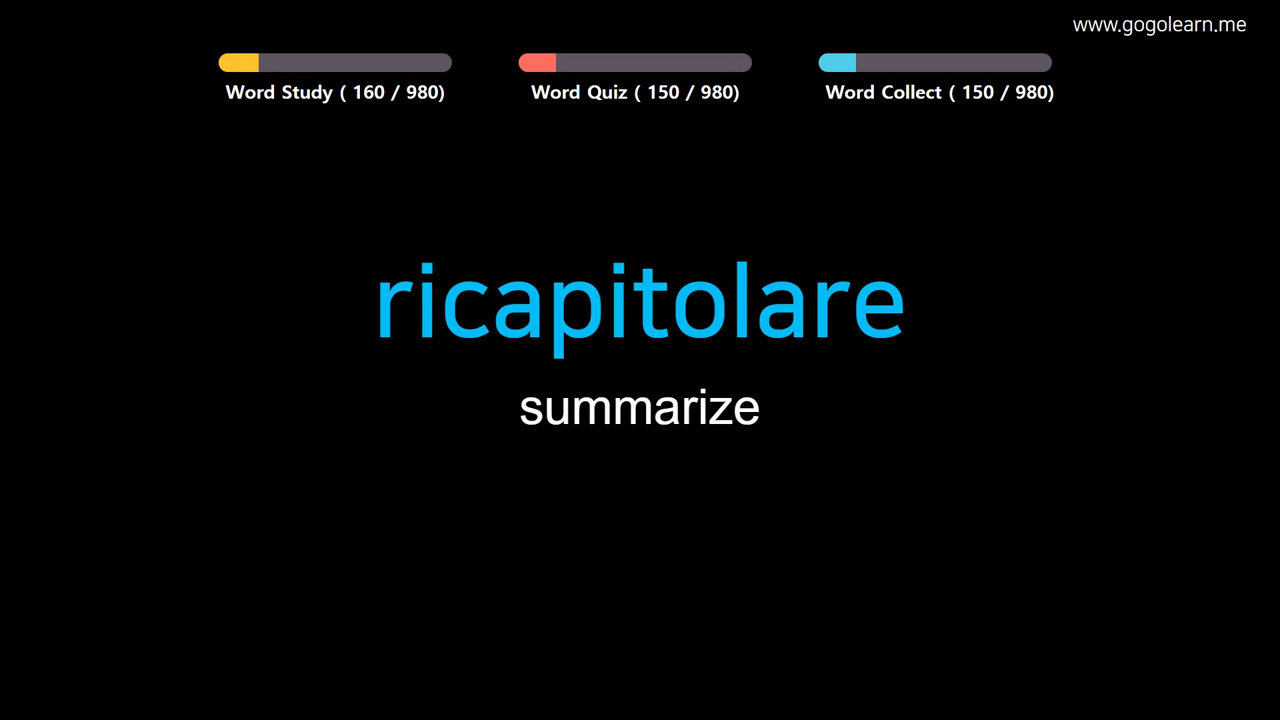 www.gogolearn.me
Word Study ( 160 / 980)
Word Quiz ( 150 / 980)
Word Collect ( 150 / 980)
ricapitolare
summarize